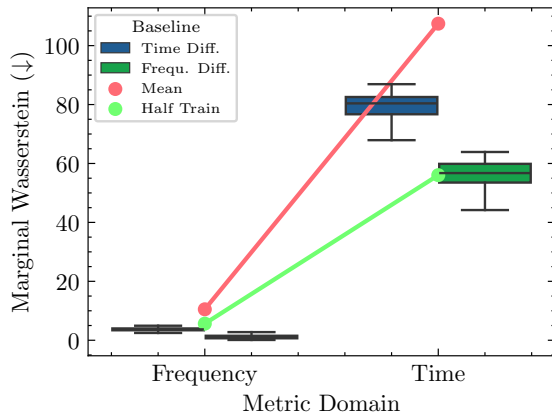 Baseline
Time Diff.
Frequ. Diff.
Mean
Half Train
Marginal Wasserstein (↓)
100
80
60
40
20
0
Frequency
Time
Metric Domain